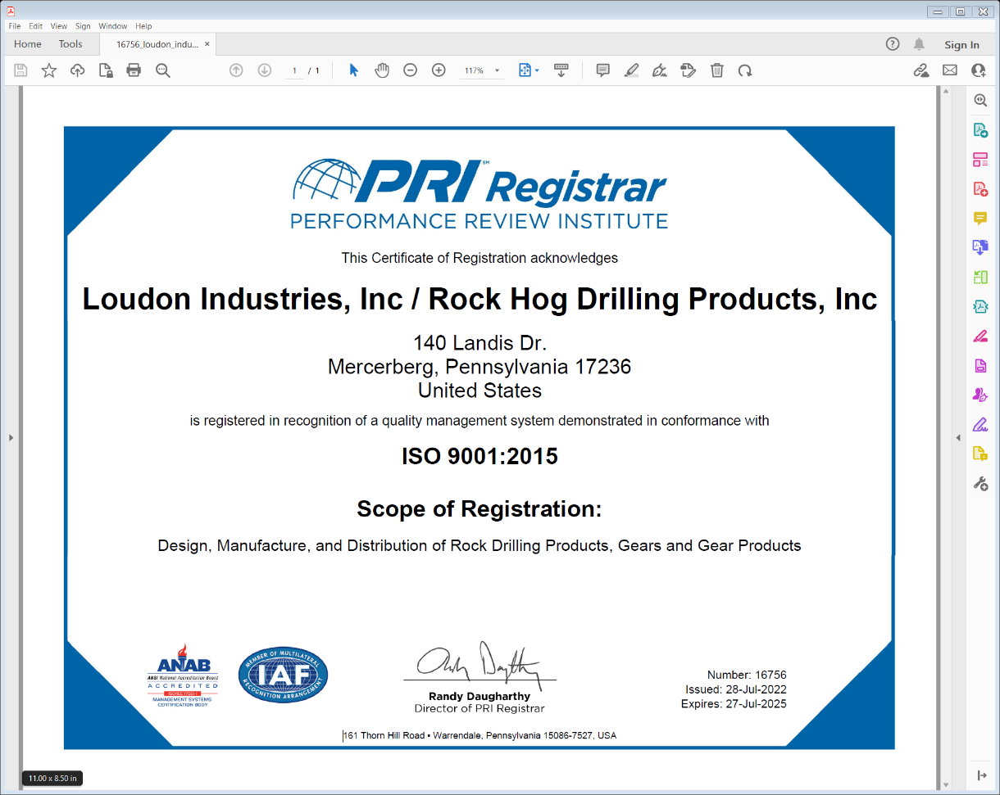 File Edit View Sign Window Help
Home Tools 16756_loudon_indu... × Sign In
1 / 1 117%
PRI SM Registrar
PERFORMANCE REVIEW INSTITUTE
This Certificate of Registration acknowledges
Loudon Industries, Inc / Rock Hog Drilling Products, Inc
140 Landis Dr.
Mercerberg, Pennsylvania 17236
United States
is registered in recognition of a quality management system demonstrated in conformance with
ISO 9001:2015
Scope of Registration:
Design, Manufacture, and Distribution of Rock Drilling Products, Gears and Gear Products
ANAB
ANSI National Accreditation Board
ACCREDITED
ISO/IEC 17021-1
MANAGEMENT SYSTEMS
CERTIFICATION BODY
MEMBER OF MULTILATERAL
IAF
RECOGNITION ARRANGEMENT
Randy Daugharthy
Director of PRI Registrar
Number: 16756
Issued: 28-Jul-2022
Expires: 27-Jul-2025
161 Thorn Hill Road ▪ Warrendale, Pennsylvania 15086-7527, USA
11.00 x 8.50 in